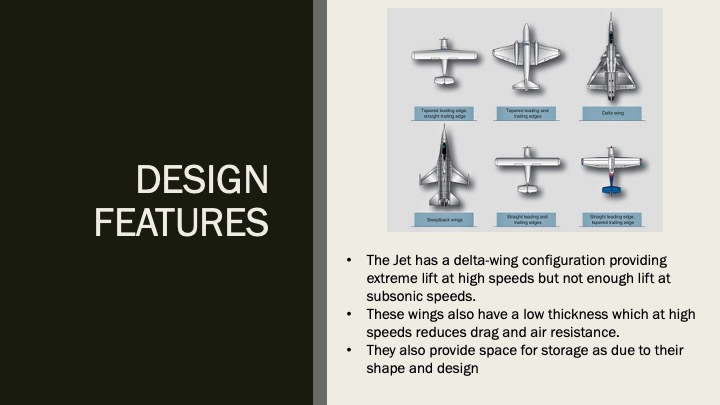 DESIGN
FEATURES
Tapered leading edge,
straight trailing edge
Tapered leading and
trailing edges
Delta wing
Sweptback wings
Straight leading and
trailing edges
Straight leading edge,
tapered trailing edge
• The Jet has a delta-wing configuration providing
extreme lift at high speeds but not enough lift at
subsonic speeds.
• These wings also have a low thickness which at high
speeds reduces drag and air resistance.
• They also provide space for storage as due to their
shape and design